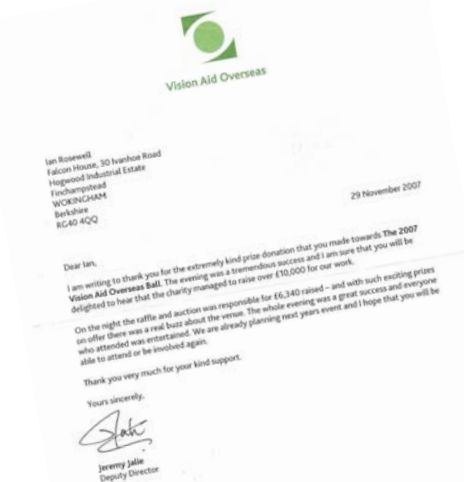 Vision Aid Overseas
Ian Rosewell
Falcon House, 30 Ivanhoe Road
Hogwood Industrial Estate
Finchampstead
WOKINGHAM
Berkshire
RG40 4QQ
29 November 2007
Dear Ian,
I am writing to thank you for the extremely kind prize donation that you made towards The 2007
Vision Aid Overseas Ball. The evening was a tremendous success and I am sure that you will be
delighted to hear that the charity managed to raise over £10,000 for our work.
On the night the raffle and auction was responsible for £6,340 raised – and with such exciting prizes
on offer there was a real buzz about the venue. The whole evening was a great success and everyone
who attended was entertained. We are already planning next years event and I hope that you will be
able to attend or be involved again.
Thank you very much for your kind support.
Yours sincerely,
Jeremy Jalie
Deputy Director